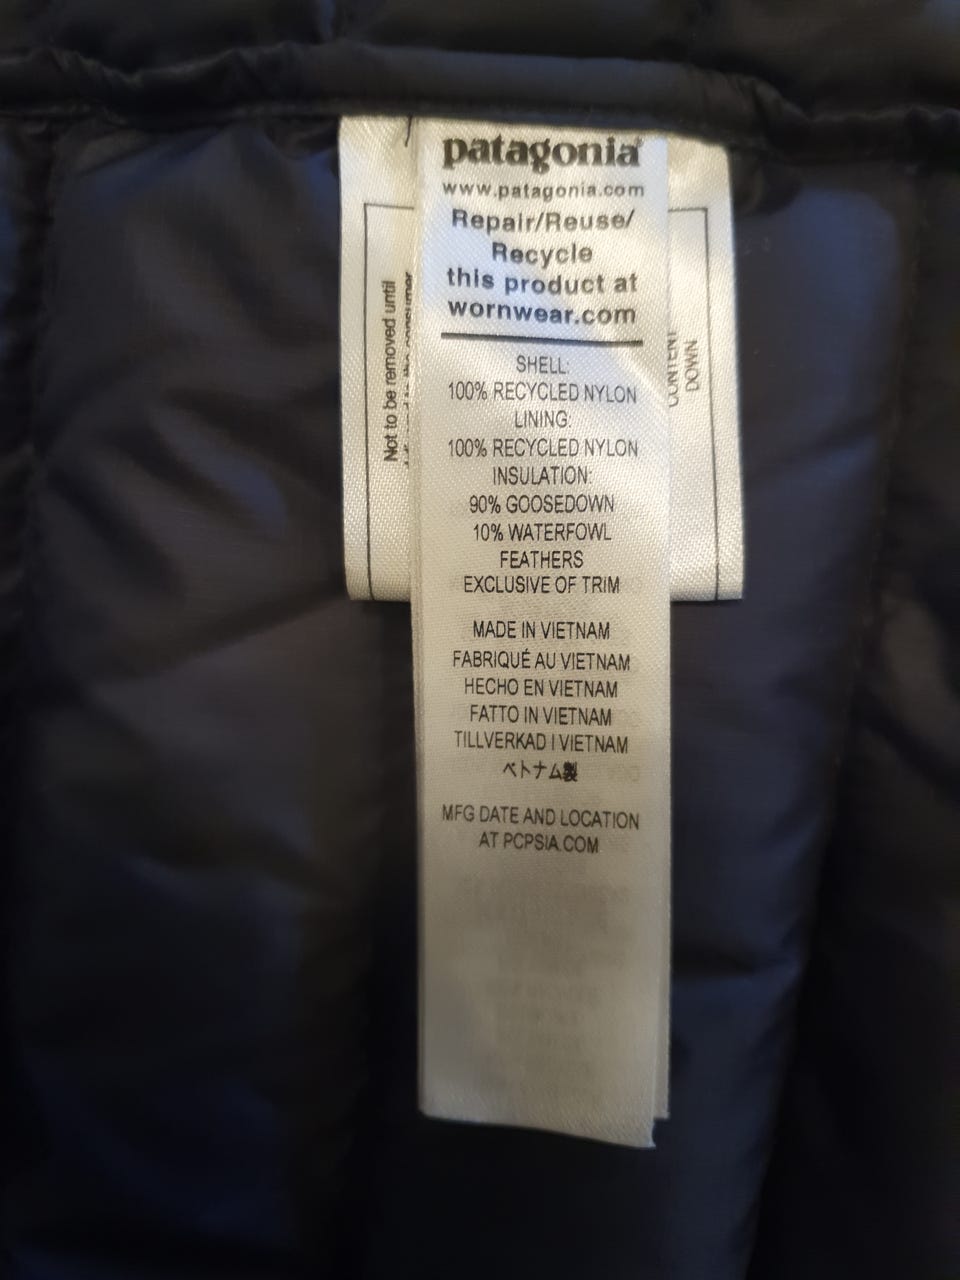 patagonia
www.patagonia.com
Repair/Reuse/
Recycle
this product at
wornwear.com
SHELL:
100% RECYCLED NYLON
LINING:
100% RECYCLED NYLON
INSULATION:
90% GOOSEDOWN
10% WATERFOWL
FEATHERS
EXCLUSIVE OF TRIM
MADE IN VIETNAM
FABRIQUÉ AU VIETNAM
HECHO EN VIETNAM
FATTO IN VIETNAM
TILLVERKAD I VIETNAM
ベトナム製
MFG DATE AND LOCATION
AT PCPSIA.COM
Not to be removed until
CONTENT
DOWN